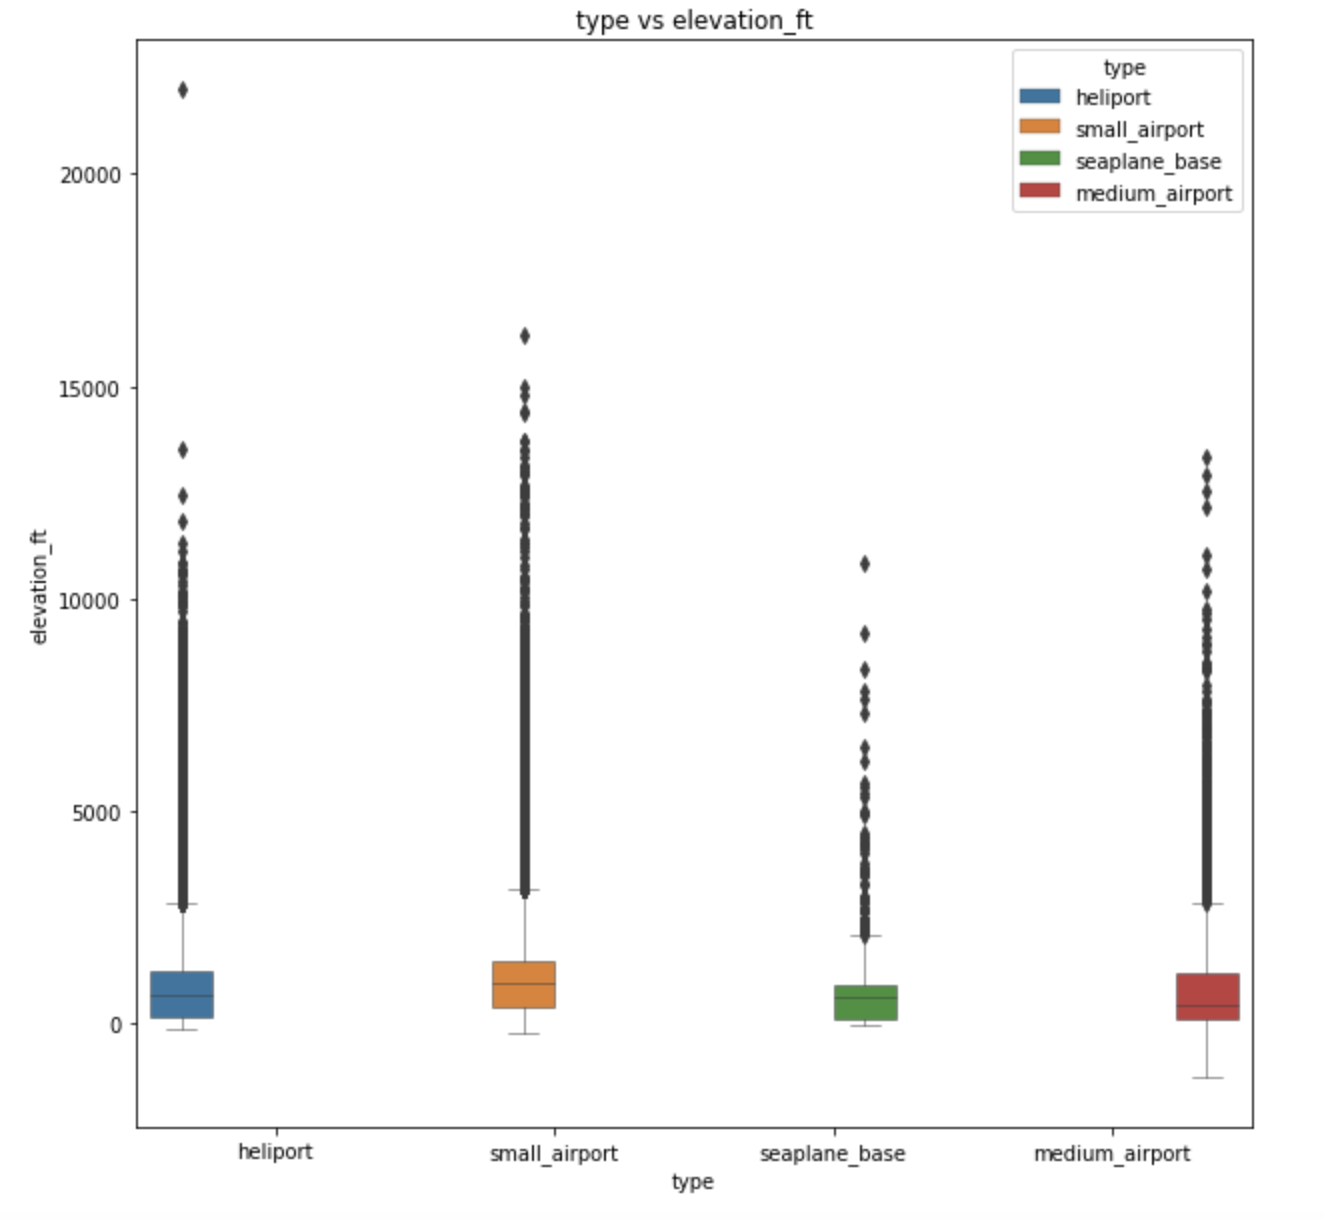 type vs elevation_ft
type
heliport
small_airport
seaplane_base
medium_airport
20000
15000
10000
5000
0
elevation_ft
heliport small_airport seaplane_base medium_airport
type